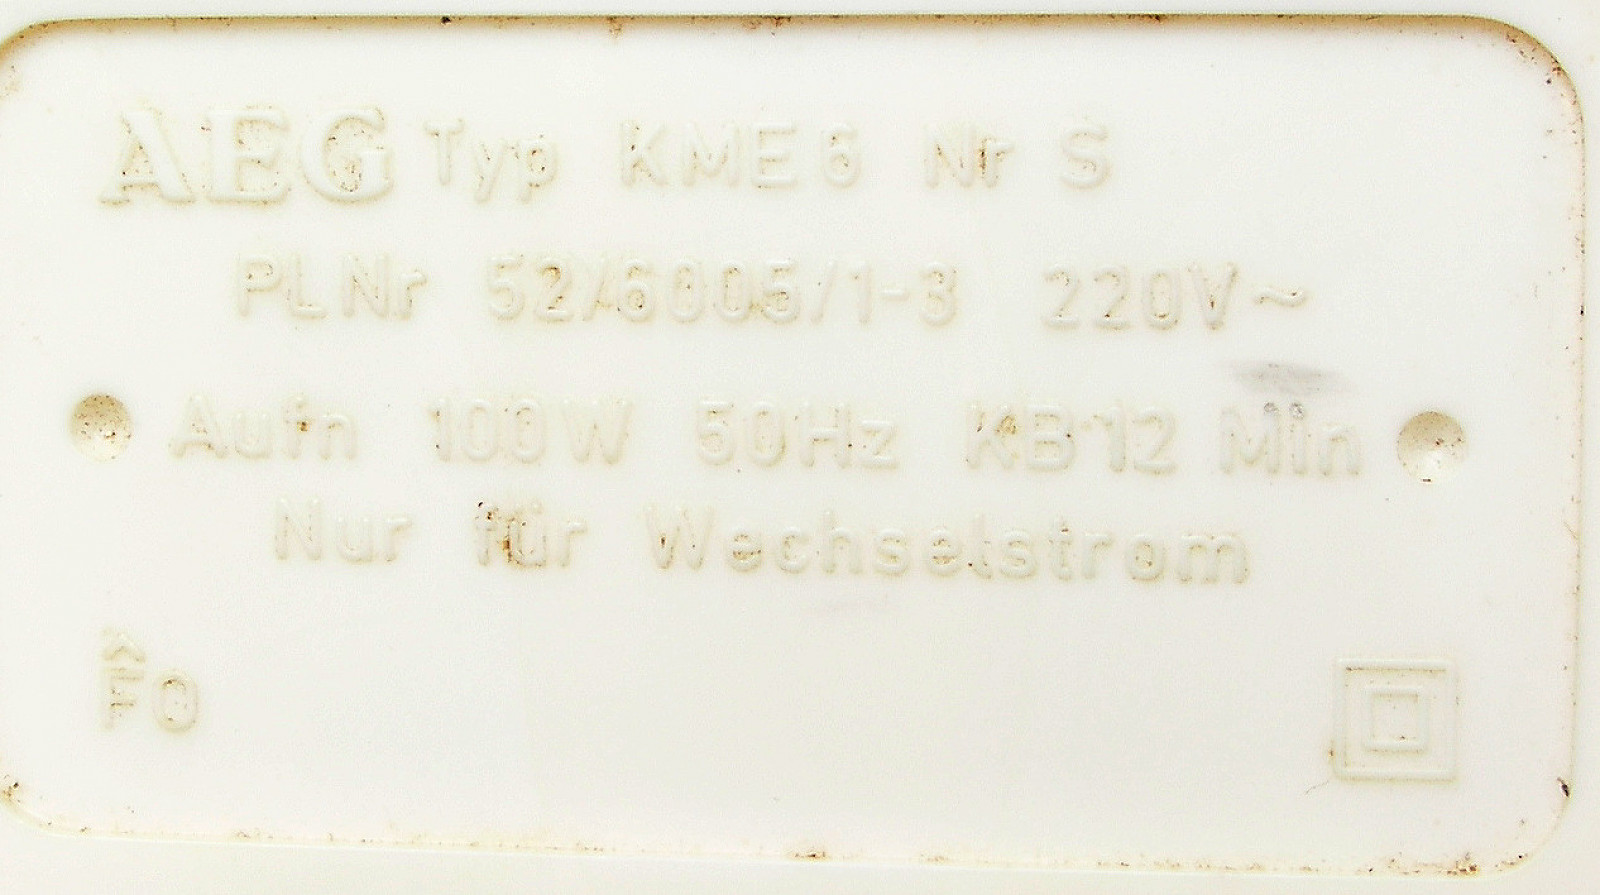 AEG Typ KME6 Nr S
PLNr 52/6005/1-3 220V~
Aufn 100W 50Hz KB 12 Min
Nur für Wechselstrom
F̂O